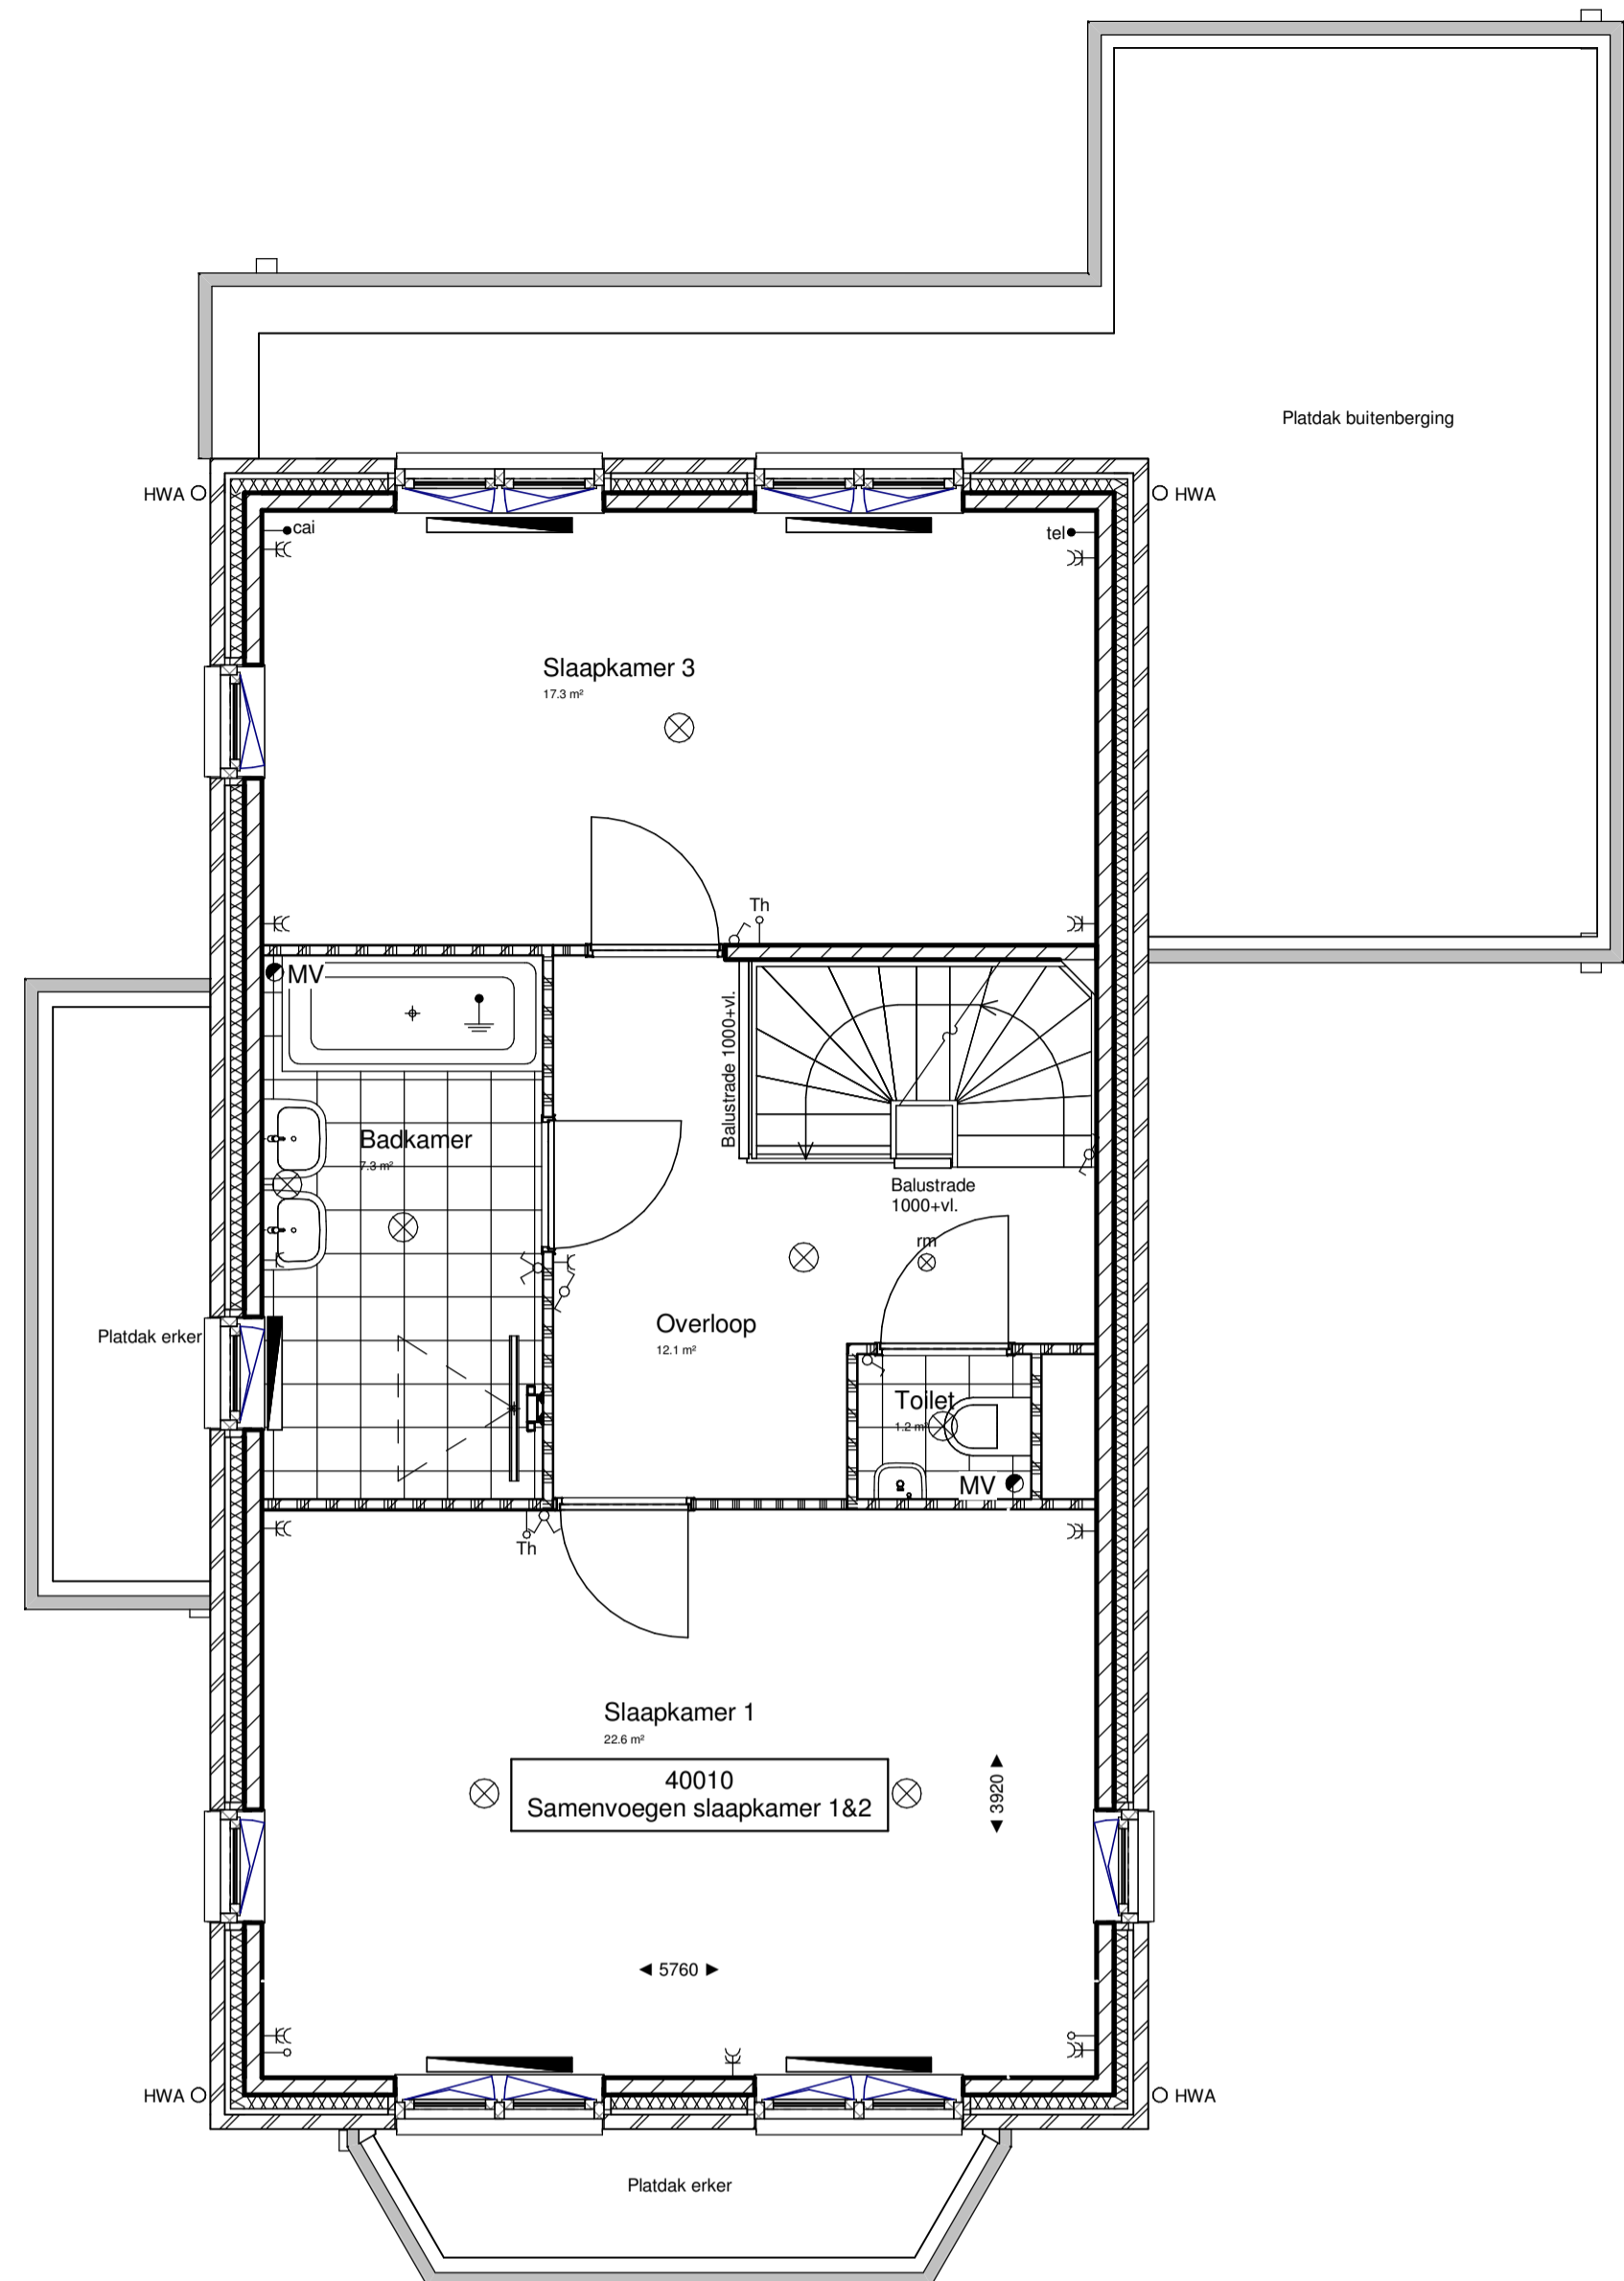 Platdak buitenberging
HWA
HWA
cai
tel
Slaapkamer 3
17.3 m²
Th
MV
Balustrade 1000+vl.
Badkamer
7.3 m²
Balustrade
1000+vl.
rm
Overloop
12.1 m²
Platdak erker
Toilet
1.2 m²
MV
Th
Slaapkamer 1
22.6 m²
40010
Samenvoegen slaapkamer 1&2
3920
5760
HWA
HWA
Platdak erker